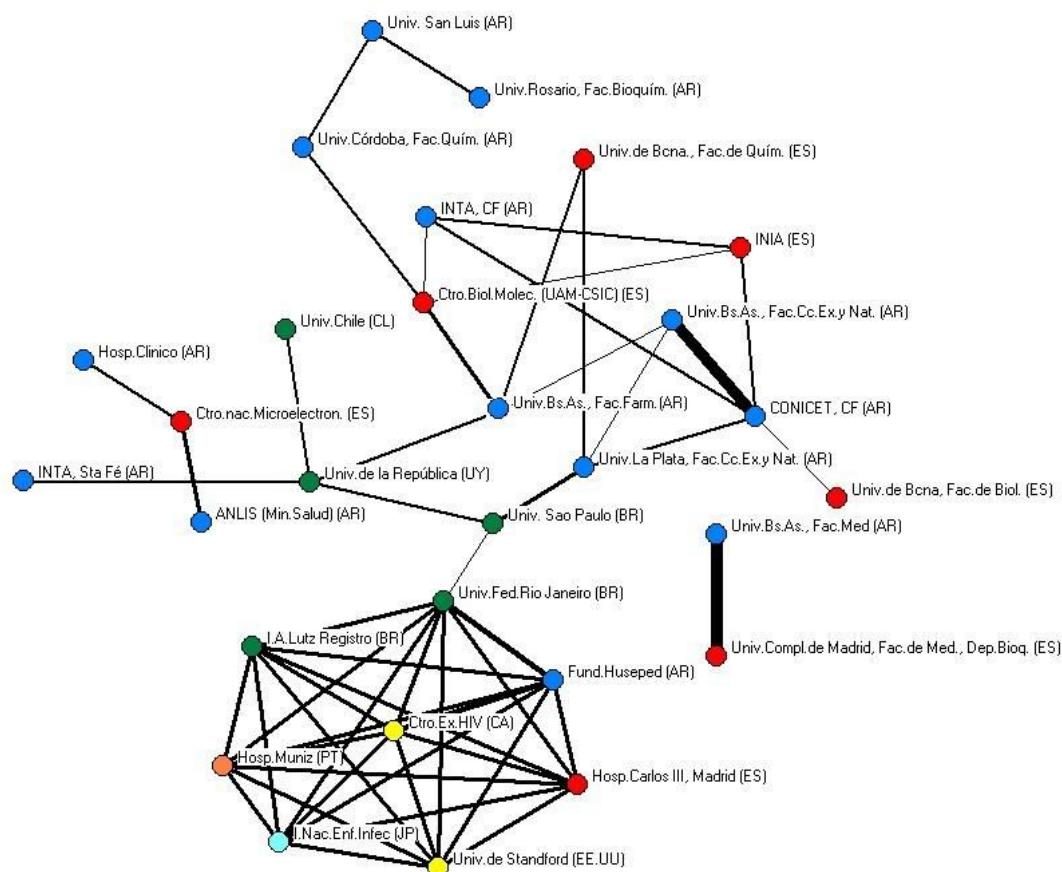 Univ. San Luis (AR)
Univ.Rosario, Fac.Bioquím. (AR)
Univ.Córdoba, Fac.Quím. (AR)
Univ.de Bcna., Fac.de Quím. (ES)
INTA, CF (AR)
INIA (ES)
Ctro.Biol.Molec. (UAM-CSIC) (ES)
Univ.Bs.As., Fac.Cc.Ex.y Nat. (AR)
Univ.Chile (CL)
Hosp.Clinico (AR)
Ctro.nac.Microelectron. (ES)
Univ.Bs.As., Fac.Farm.(AR)
CONICET, CF (AR)
Univ.La Plata, Fac.Cc.Ex.y Nat. (AR)
INTA, Sta Fé (AR)
Univ.de la República (UY)
Univ.de Bcna, Fac.de Biol. (ES)
ANLIS (Min.Salud) (AR)
Univ. Sao Paulo (BR)
Univ.Bs.As., Fac.Med (AR)
Univ.Fed.Rio Janeiro (BR)
I.A.Lutz Registro (BR)
Univ.Compl.de Madrid, Fac.de Med., Dep.Bioq. (ES)
Fund.Huseped (AR)
Ctro.Ex.HIV (CA)
Hosp.Muniz (PT)
Hosp.Carlos III, Madrid (ES)
I.Nac.Enf.Infec (JP)
Univ.de Standford (EE.UU)